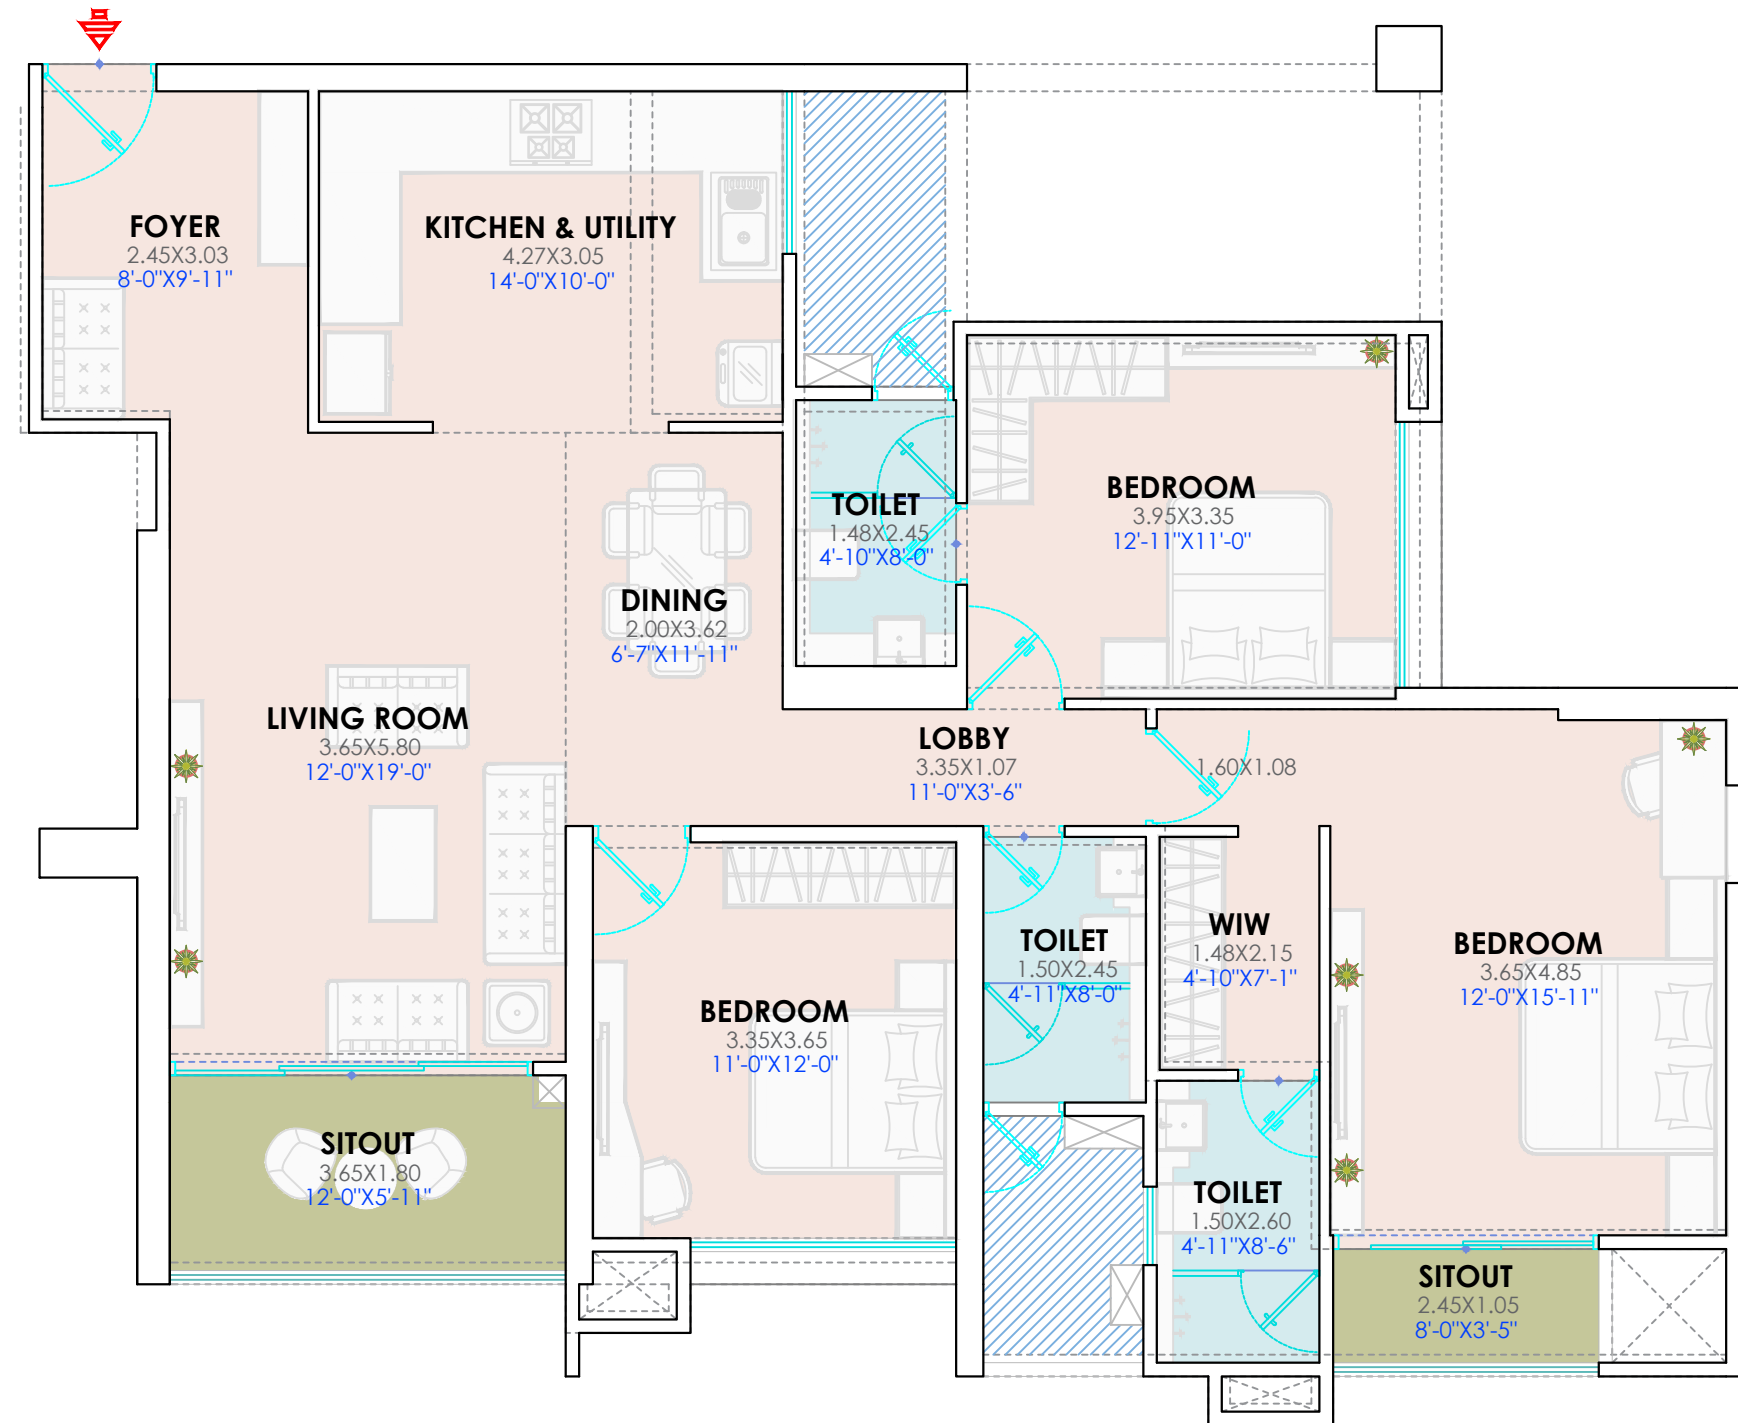 FOYER
2.45X3.03
8'-0"X9'-11"
KITCHEN & UTILITY
4.27X3.05
14'-0"X10'-0"
TOILET
1.48X2.45
4'-10"X8'-0"
BEDROOM
3.95X3.35
12'-11"X11'-0"
DINING
2.00X3.62
6'-7"X11'-11"
LIVING ROOM
3.65X5.80
12'-0"X19'-0"
LOBBY
3.35X1.07
11'-0"X3'-6"
1.60X1.08
TOILET
1.50X2.45
4'-11"X8'-0"
WIW
1.48X2.15
4'-10"X7'-1"
BEDROOM
3.65X4.85
12'-0"X15'-11"
BEDROOM
3.35X3.65
11'-0"X12'-0"
SITOUT
3.65X1.80
12'-0"X5'-11"
TOILET
1.50X2.60
4'-11"X8'-6"
SITOUT
2.45X1.05
8'-0"X3'-5"